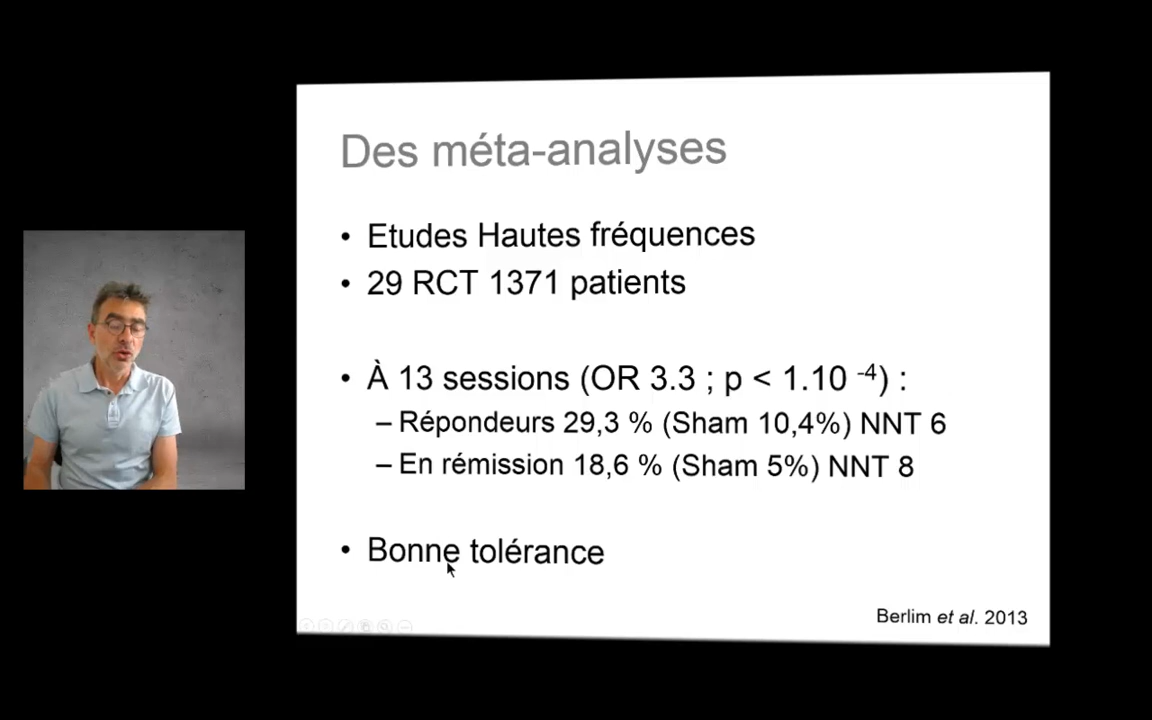 Des méta-analyses
• Etudes Hautes fréquences
• 29 RCT 1371 patients
• À 13 sessions (OR 3.3 ; p < 1.10 ⁻⁴) :
– Répondeurs 29,3 % (Sham 10,4%) NNT 6
– En rémission 18,6 % (Sham 5%) NNT 8
• Bonne tolérance
Berlim et al. 2013